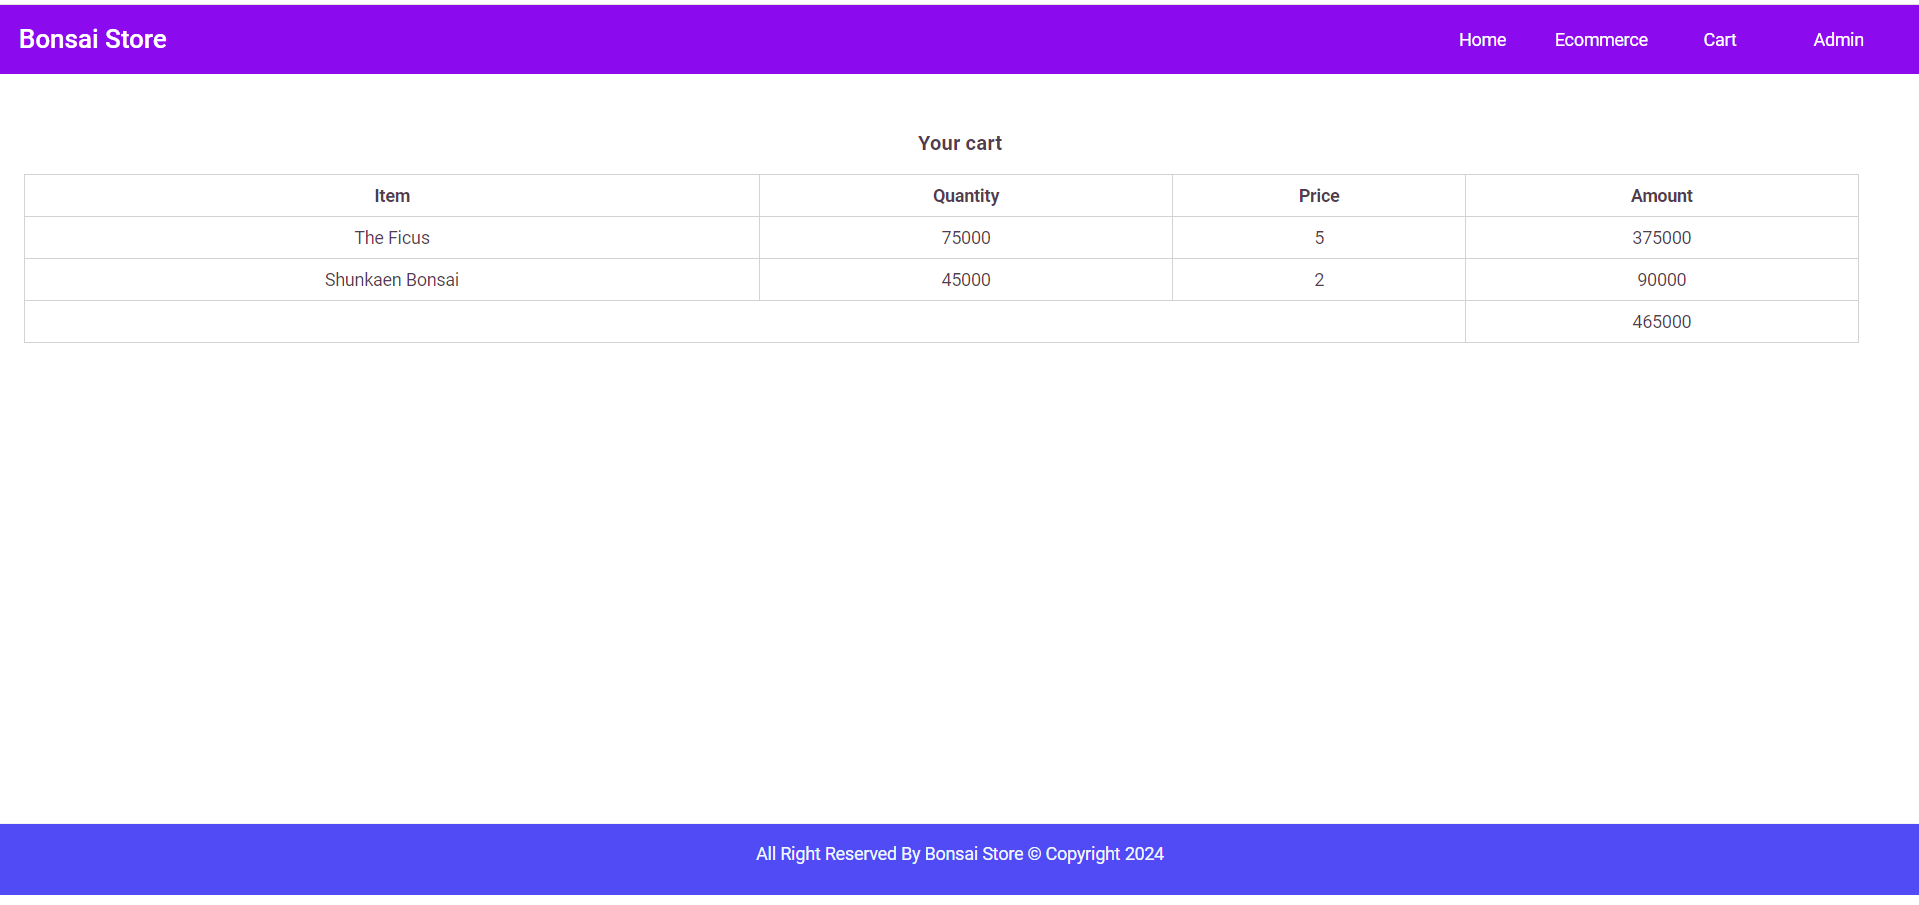 Bonsai Store Home Ecommerce Cart Admin
Your cart
Item Quantity Price Amount
The Ficus 75000 5 375000
Shunkaen Bonsai 45000 2 90000
465000
All Right Reserved By Bonsai Store © Copyright 2024